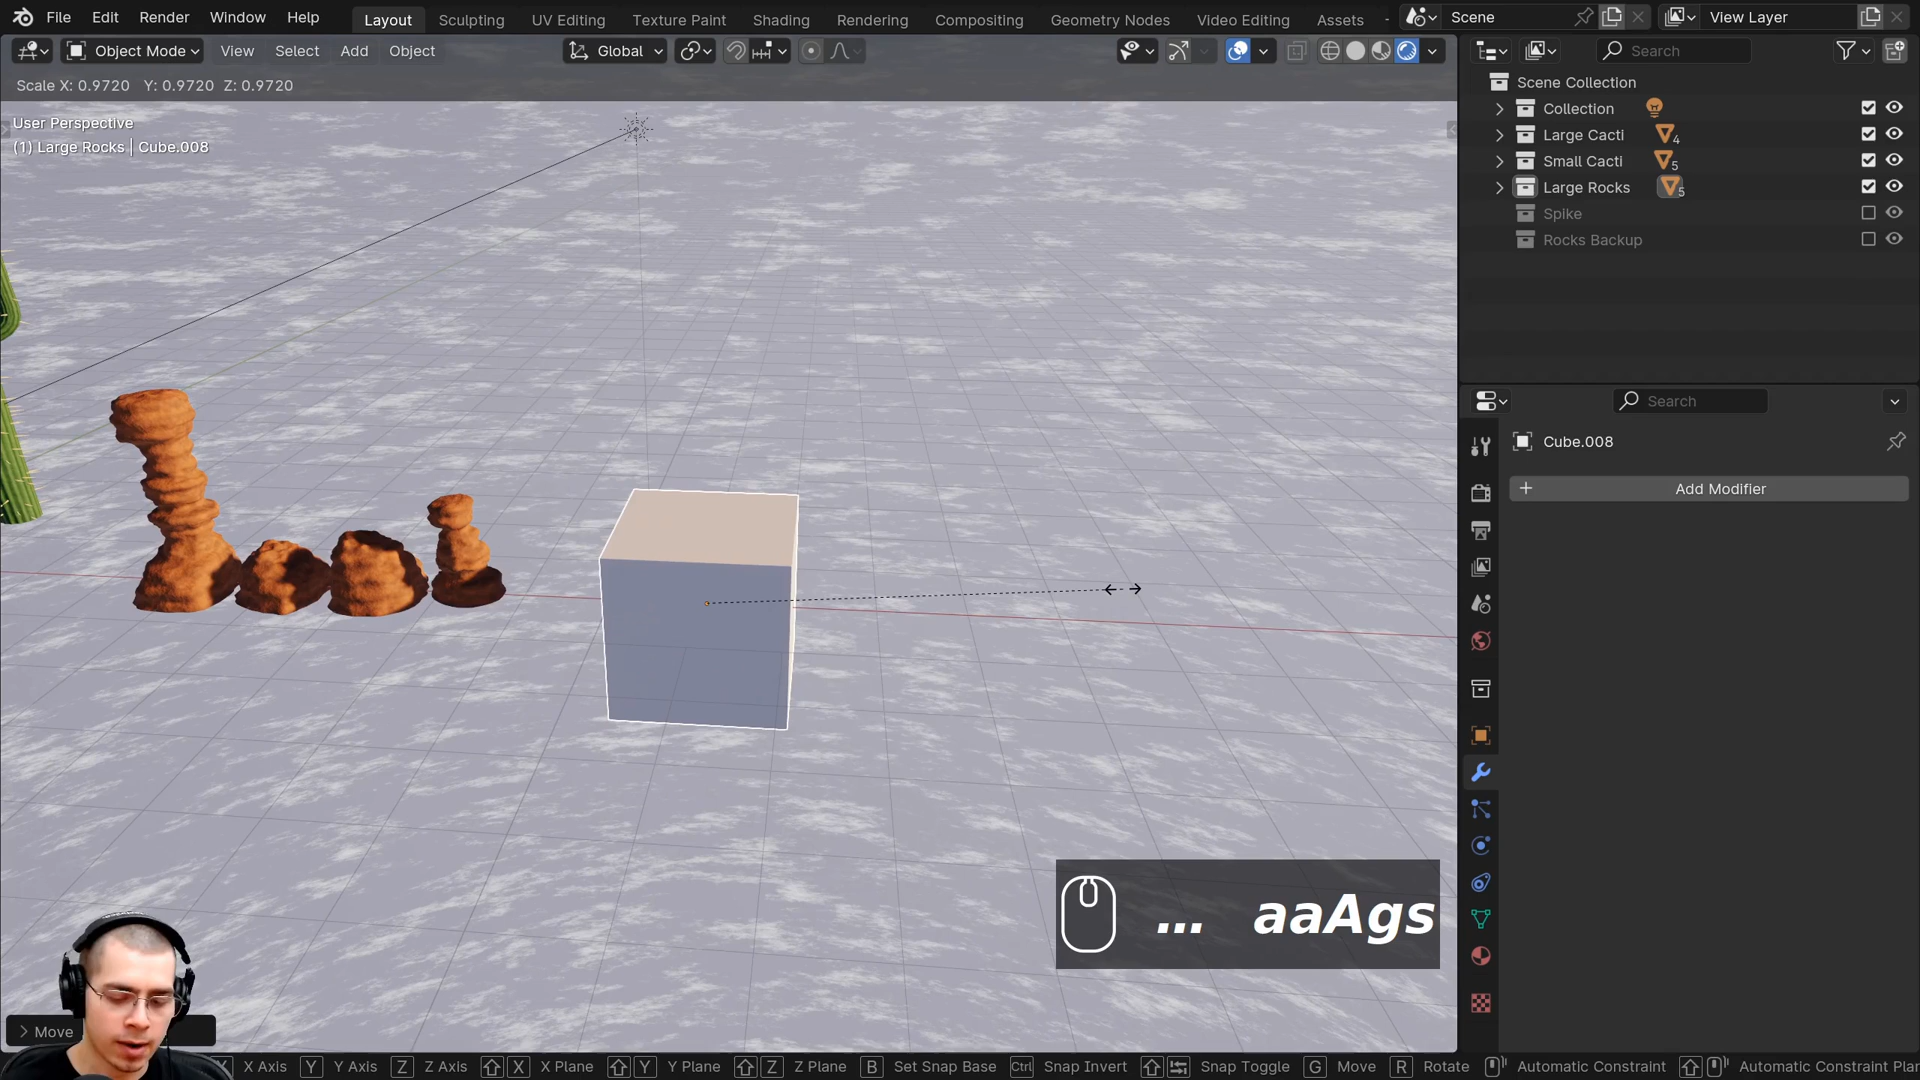 File Edit Render Window Help Layout Sculpting UV Editing Texture Paint Shading Rendering Compositing Geometry Nodes Video Editing Assets Scene View Layer
Object Mode View Select Add Object Global Search
Scale X: 0.9720 Y: 0.9720 Z: 0.9720
User Perspective
(1) Large Rocks | Cube.008
Scene Collection
Collection
Large Cacti 4
Small Cacti 5
Large Rocks 5
Spike
Rocks Backup
Search
Cube.008
+ Add Modifier
... aaAgs
> Move
X Axis Y Y Axis Z Z Axis X X Plane Y Y Plane Z Z Plane B Set Snap Base Ctrl Snap Invert Snap Toggle G Move R Rotate Automatic Constraint Automatic Constraint Plan